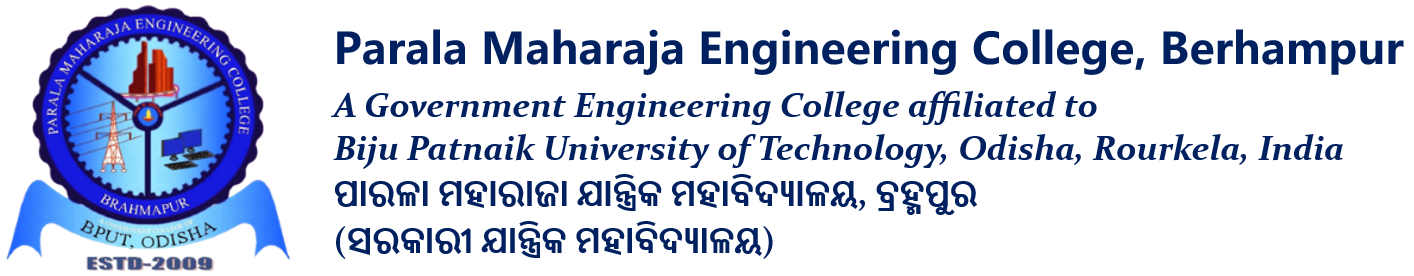 PARALA MAHARAJA ENGINEERING COLLEGE
BRAHMAPUR
BPUT, ODISHA
ESTD-2009
Parala Maharaja Engineering College, Berhampur
A Government Engineering College affiliated to
Biju Patnaik University of Technology, Odisha, Rourkela, India
ପାରଳା ମହାରାଜା ଯାନ୍ତ୍ରିକ ମହାବିଦ୍ୟାଳୟ, ବ୍ରହ୍ମପୁର
(ସରକାରୀ ଯାନ୍ତ୍ରିକ ମହାବିଦ୍ୟାଳୟ)